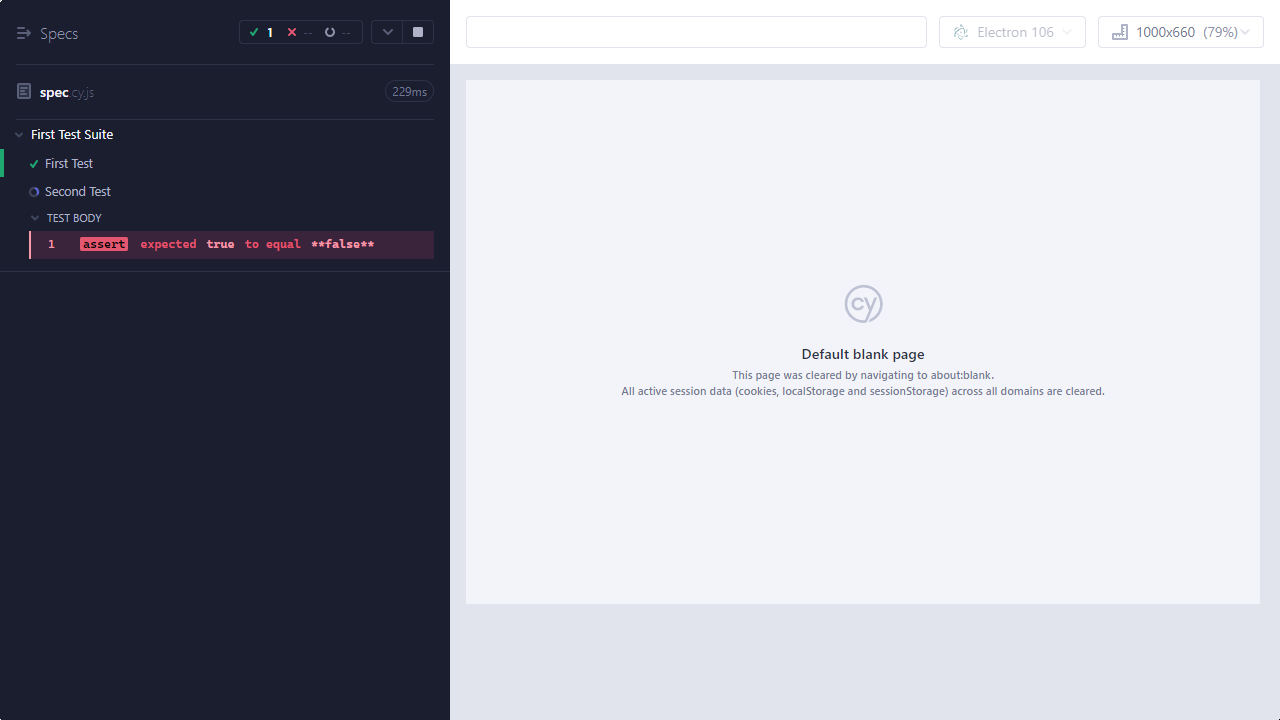 Specs
1 -- --
Electron 106
1000x660 (79%)
spec.cy.js
229ms
First Test Suite
First Test
Second Test
TEST BODY
1 assert expected true to equal **false**
cy
Default blank page
This page was cleared by navigating to about:blank.
All active session data (cookies, localStorage and sessionStorage) across all domains are cleared.